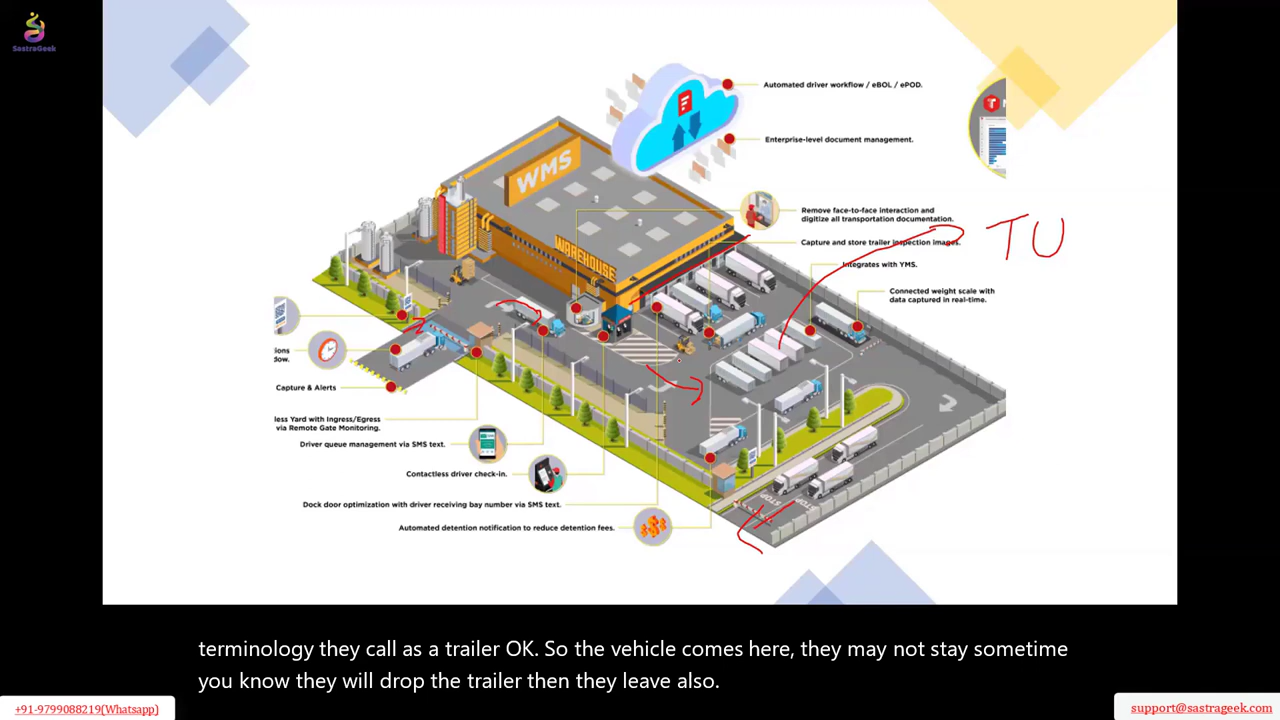 SastraGeek
Automated driver workflow / eBOL / ePOD.
Enterprise-level document management.
WMS
WAREHOUSE
Remove face-to-face interaction and
digitize all transportation documentation.
Capture and store trailer inspection images.
TU
Integrates with YMS.
Connected weight scale with
data captured in real-time.
ions
dow.
Capture & Alerts
less Yard with Ingress/Egress
via Remote Gate Monitoring.
Driver queue management via SMS text.
Contactless driver check-in.
Dock door optimization with driver receiving bay number via SMS text.
Automated detention notification to reduce detention fees.
STOP
STOP
terminology they call as a trailer OK. So the vehicle comes here, they may not stay sometime
you know they will drop the trailer then they leave also.
+91-9799088219(Whatsapp)
support@sastrageek.com